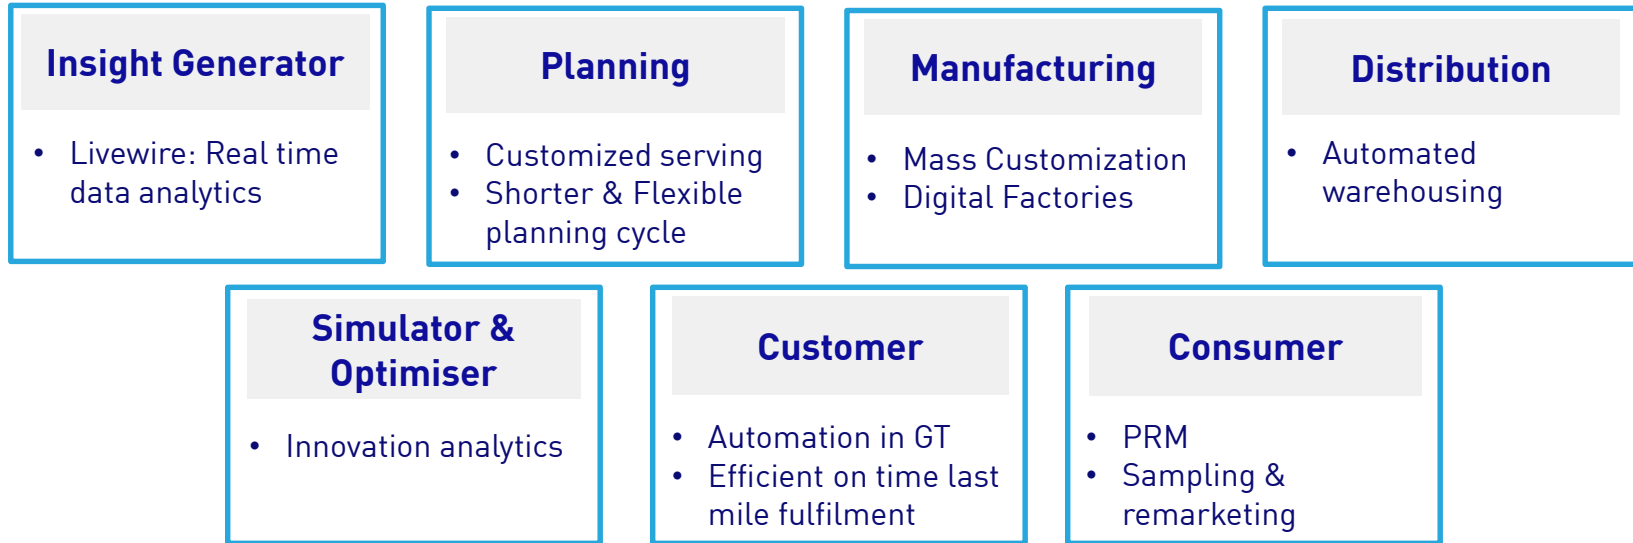 Insight Generator
• Livewire: Real time
data analytics
Planning
• Customized serving
• Shorter & Flexible
planning cycle
Manufacturing
• Mass Customization
• Digital Factories
Distribution
• Automated
warehousing
Simulator &
Optimiser
• Innovation analytics
Customer
• Automation in GT
• Efficient on time last
mile fulfilment
Consumer
• PRM
• Sampling &
remarketing